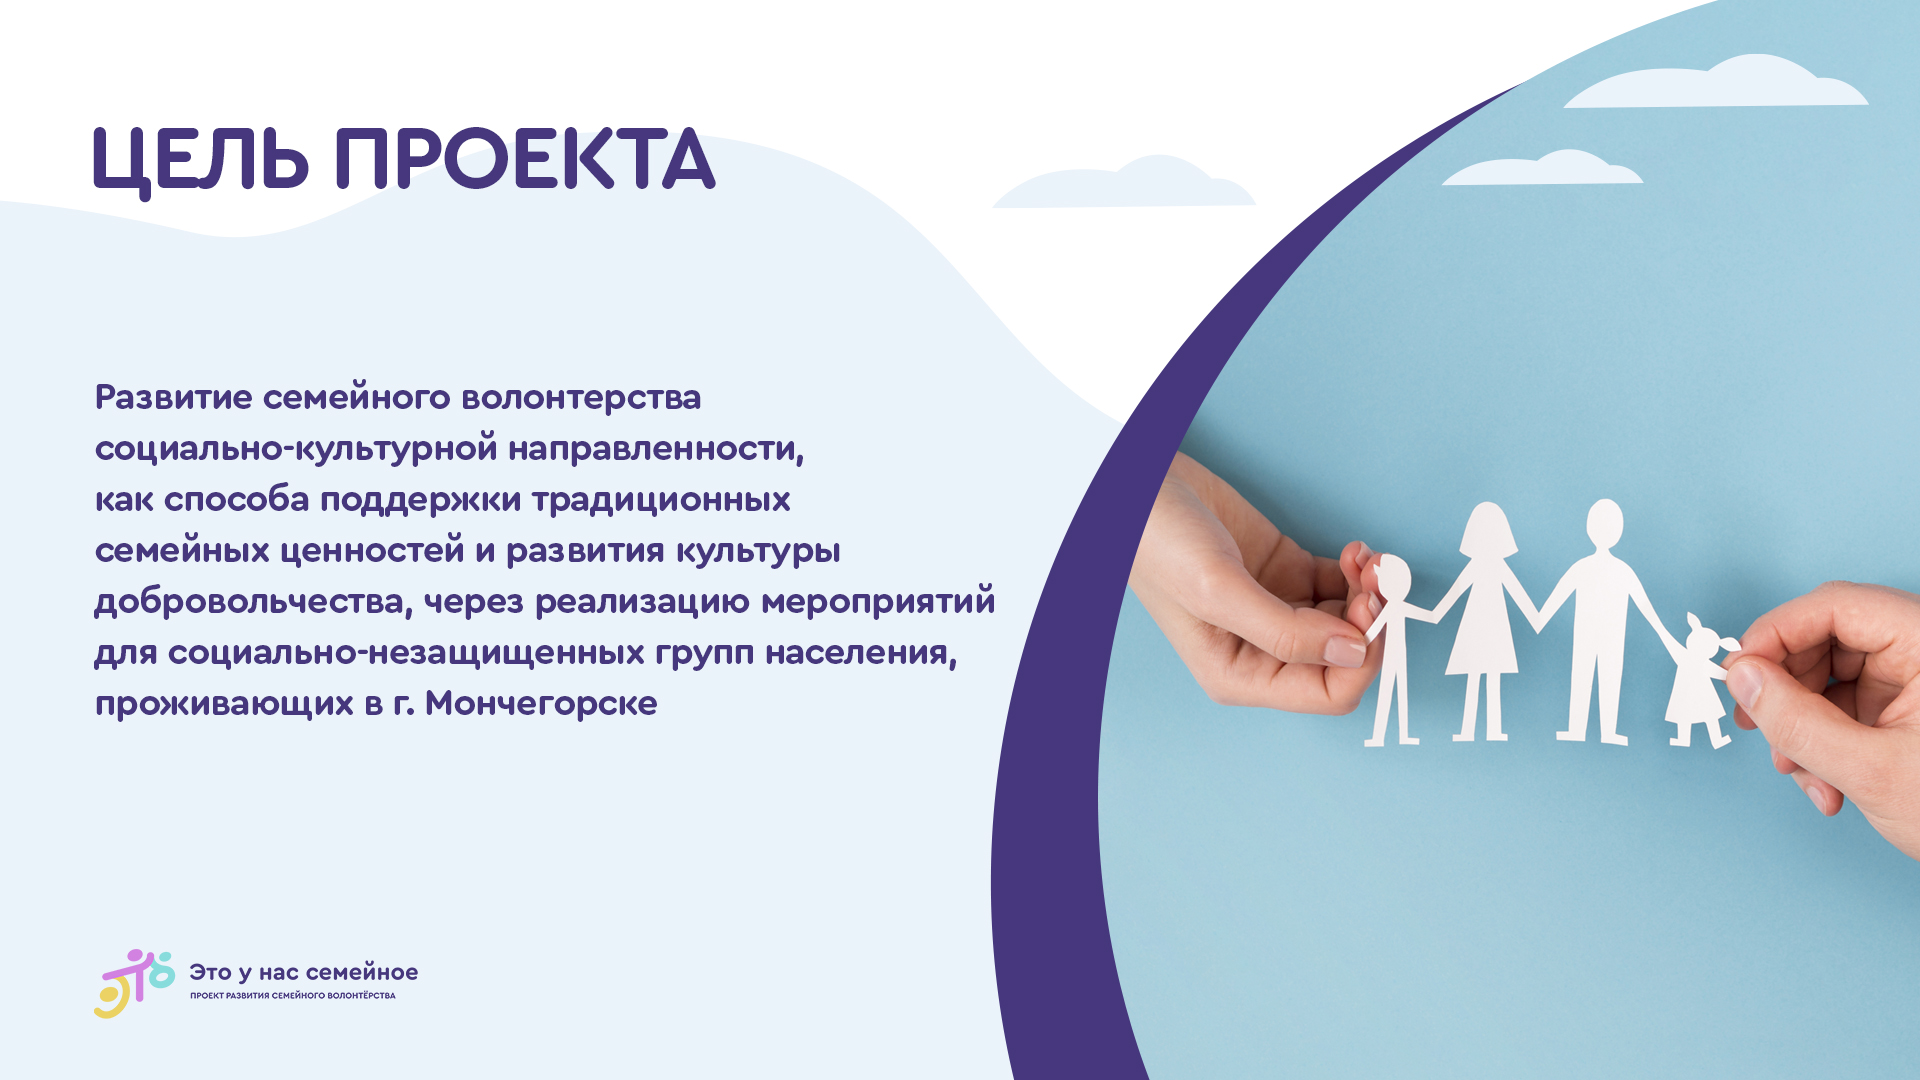 ЦЕЛЬ ПРОЕКТА
Развитие семейного волонтерства
социально-культурной направленности,
как способа поддержки традиционных
семейных ценностей и развития культуры
добровольчества, через реализацию мероприятий
для социально-незащищенных групп населения,
проживающих в г. Мончегорске
это
Это у нас семейное
ПРОЕКТ РАЗВИТИЯ СЕМЕЙНОГО ВОЛОНТЁРСТВА